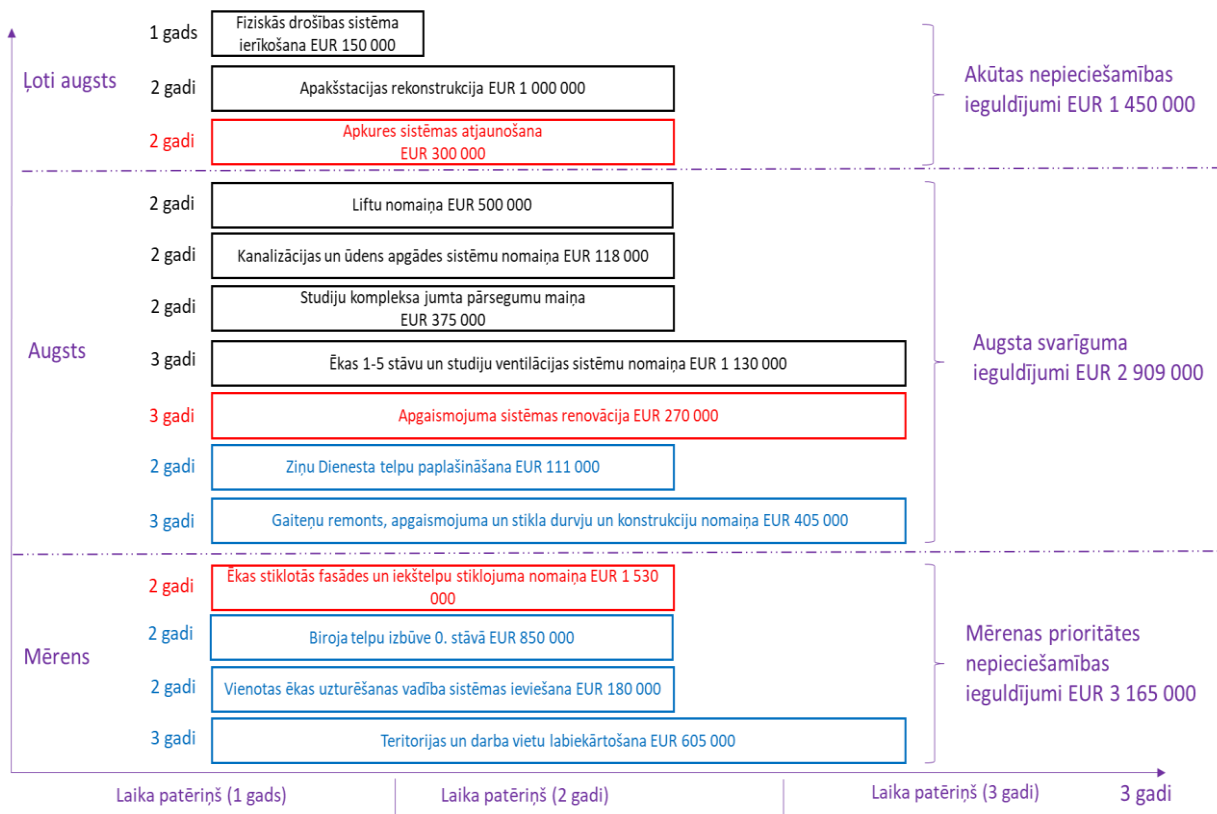 1 gads
Fiziskās drošības sistēma
ierīkošana EUR 150 000
Ļoti augsts
2 gadi
Apakšstacijas rekonstrukcija EUR 1 000 000
Akūtas nepieciešamības
ieguldījumi EUR 1 450 000
2 gadi
Apkures sistēmas atjaunošana
EUR 300 000
2 gadi
Liftu nomaiņa EUR 500 000
2 gadi
Kanalizācijas un ūdens apgādes sistēmu nomaiņa EUR 118 000
2 gadi
Studiju kompleksa jumta pārsegumu maiņa
EUR 375 000
Augsts
3 gadi
Ēkas 1-5 stāvu un studiju ventilācijas sistēmu nomaiņa EUR 1 130 000
Augsta svarīguma
ieguldījumi EUR 2 909 000
3 gadi
Apgaismojuma sistēmas renovācija EUR 270 000
2 gadi
Ziņu Dienesta telpu paplašināšana EUR 111 000
3 gadi
Gaiteņu remonts, apgaismojuma un stikla durvju un konstrukciju nomaiņa EUR 405 000
2 gadi
Ēkas stiklotās fasādes un iekštelpu stiklojuma nomaiņa EUR 1 530
000
2 gadi
Biroja telpu izbūve 0. stāvā EUR 850 000
Mērens
Mērenas prioritātes
nepieciešamības
ieguldījumi EUR 3 165 000
2 gadi
Vienotas ēkas uzturēšanas vadība sistēmas ieviešana EUR 180 000
3 gadi
Teritorijas un darba vietu labiekārtošana EUR 605 000
Laika patēriņš (1 gads)
Laika patēriņš (2 gadi)
Laika patēriņš (3 gadi)
3 gadi